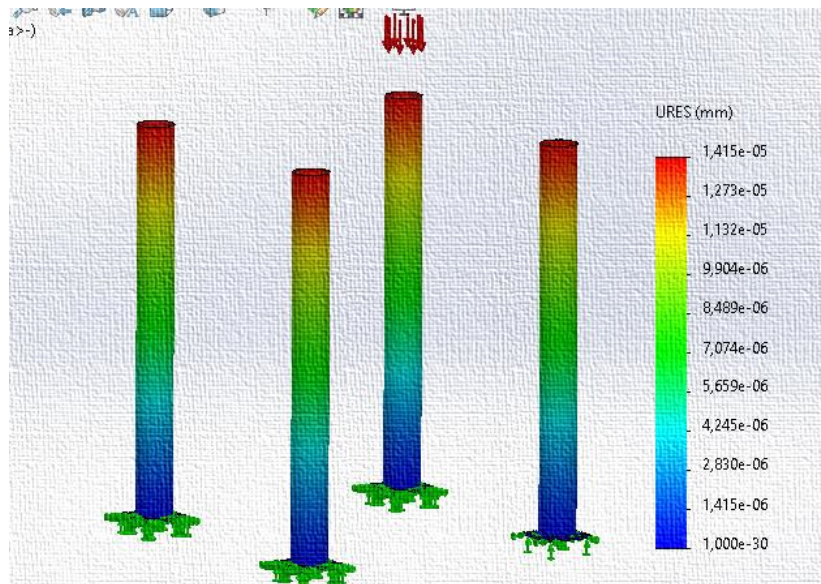 a>-)
URES (mm)
1,415e-05
1,273e-05
1,132e-05
9,904e-06
8,489e-06
7,074e-06
5,659e-06
4,245e-06
2,830e-06
1,415e-06
1,000e-30